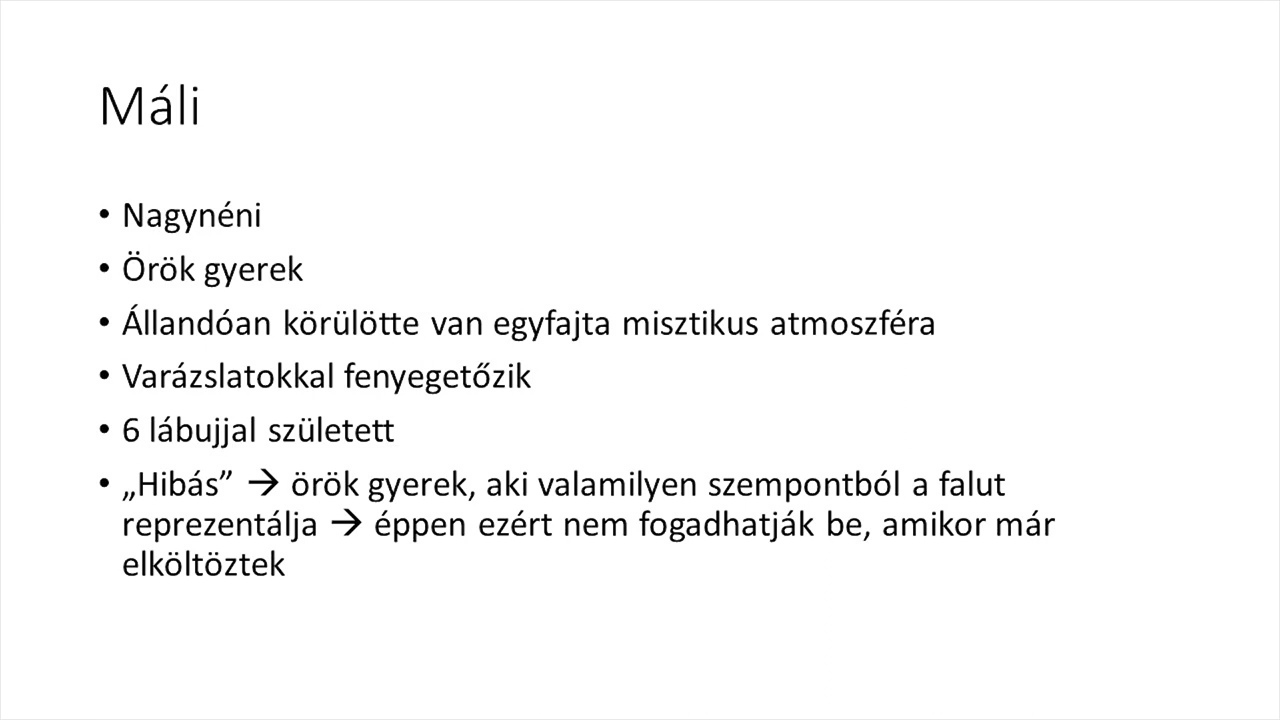 Máli
• Nagynéni
• Örök gyerek
• Állandóan körülötte van egyfajta misztikus atmoszféra
• Varázslatokkal fenyegetőzik
• 6 lábujjal született
• „Hibás” → örök gyerek, aki valamilyen szempontból a falut
reprezentálja → éppen ezért nem fogadhatják be, amikor már
elköltöztek